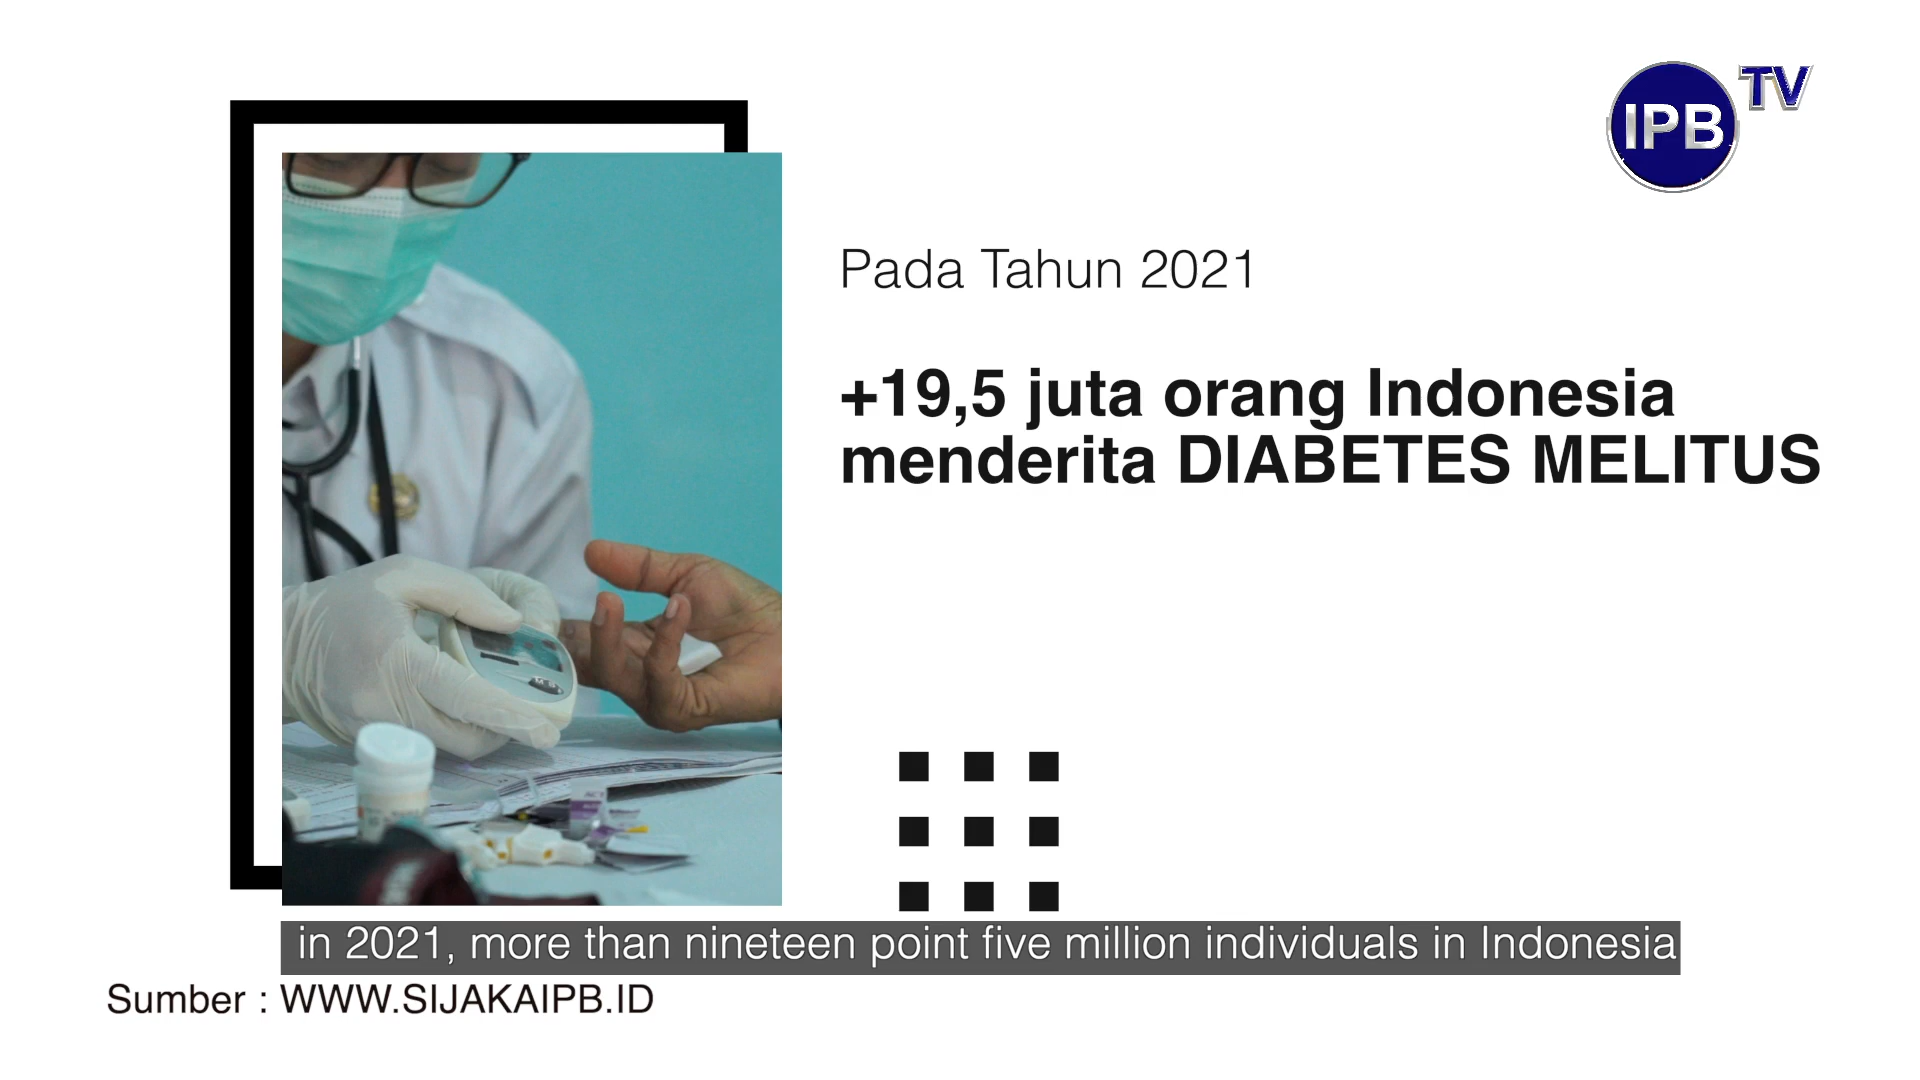 IPB TV
Pada Tahun 2021
+19,5 juta orang Indonesia
menderita DIABETES MELITUS
in 2021, more than nineteen point five million individuals in Indonesia
Sumber : WWW.SIJAKAIPB.ID